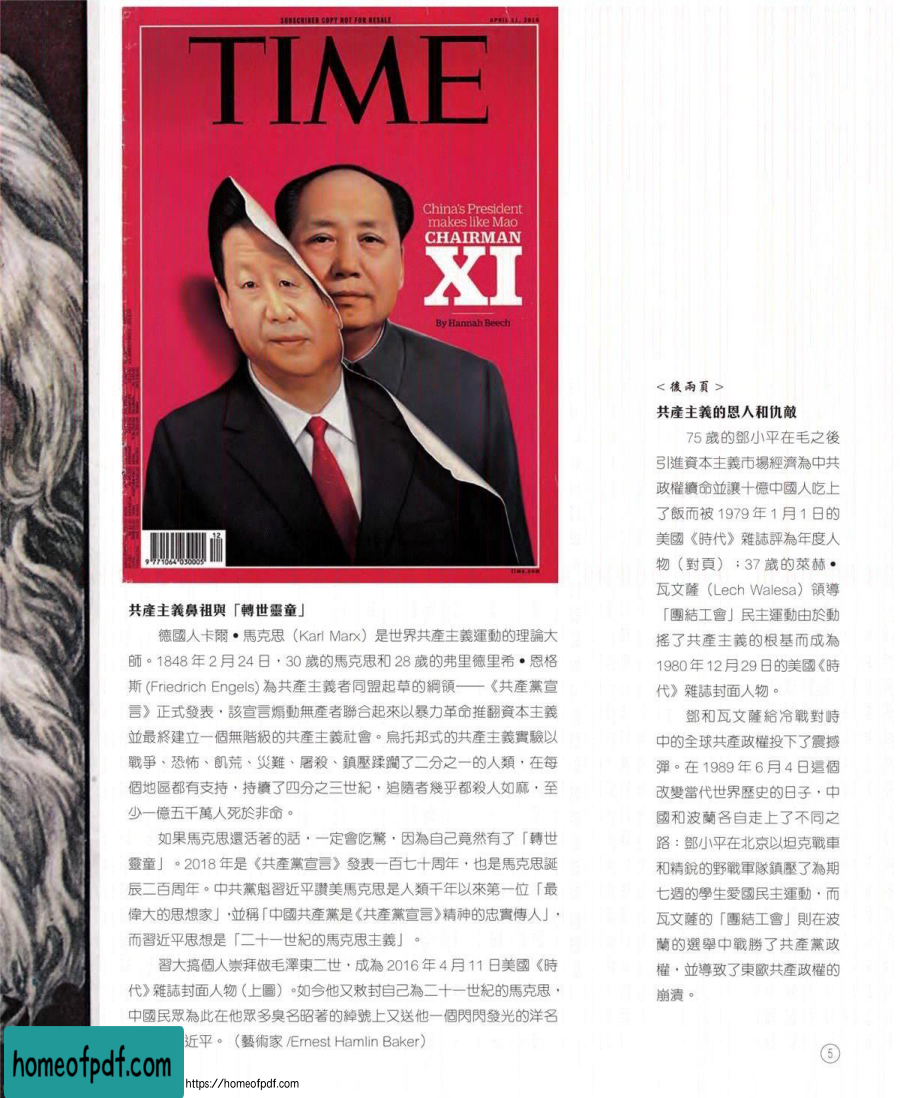 SUBSCRIBER COPY NOT FOR RESALE
APRIL 11, 2016
TIME
China's President
makes like Mao
CHAIRMAN
XI
By Hannah Beech
12
9 771064 030005
time.com
共產主義鼻祖與「轉世靈童」
德國人卡爾●馬克思（Karl Marx）是世界共產主義運動的理論大
師。1848 年 2 月 24 日，30 歲的馬克思和 28 歲的弗里德里希●恩格
斯 (Friedrich Engels) 為共產主義者同盟起草的綱領——《共產黨宣
言》正式發表，該宣言煽動無產者聯合起來以暴力革命推翻資本主義
並最終建立一個無階級的共產主義社會。烏托邦式的共產主義實驗以
戰爭、恐怖、飢荒、災難、屠殺、鎮壓蹂躪了二分之一的人類，在每
個地區都有支持，持續了四分之三世紀，追隨者幾乎都殺人如麻，至
少一億五千萬人死於非命。
如果馬克思還活著的話，一定會吃驚，因為自己竟然有了「轉世
靈童」。2018 年是《共產黨宣言》發表一百七十周年，也是馬克思誕
辰二百周年。中共黨魁習近平讚美馬克思是人類千年以來第一位「最
偉大的思想家」，並稱「中國共產黨是《共產黨宣言》精神的忠實傳人」，
而習近平思想是「二十一世紀的馬克思主義」。
習大搞個人崇拜做毛澤東二世，成為 2016 年 4 月 11 日美國《時
代》雜誌封面人物（上圖）。如今他又敕封自己為二十一世紀的馬克思，
中國民眾為此在他眾多臭名昭著的綽號上又送他一個閃閃發光的洋名
近平。（藝術家 /Ernest Hamlin Baker）
< 後兩頁 >
共產主義的恩人和仇敵
75 歲的鄧小平在毛之後
引進資本主義市場經濟為中共
政權續命並讓十億中國人吃上
了飯而被 1979 年 1 月 1 日的
美國《時代》雜誌評為年度人
物（對頁）；37 歲的萊赫●
瓦文薩（Lech Walesa）領導
「團結工會」民主運動由於動
搖了共產主義的根基而成為
1980 年 12 月 29 日的美國《時
代》雜誌封面人物。
鄧和瓦文薩給冷戰對峙
中的全球共產政權投下了震撼
彈。在 1989 年 6 月 4 日這個
改變當代世界歷史的日子，中
國和波蘭各自走上了不同之
路：鄧小平在北京以坦克戰車
和精銳的野戰軍隊鎮壓了為期
七週的學生愛國民主運動，而
瓦文薩的「團結工會」則在波
蘭的選舉中戰勝了共產黨政
權，並導致了東歐共產政權的
崩潰。
5
homeofpdf.com
https://homeofpdf.com